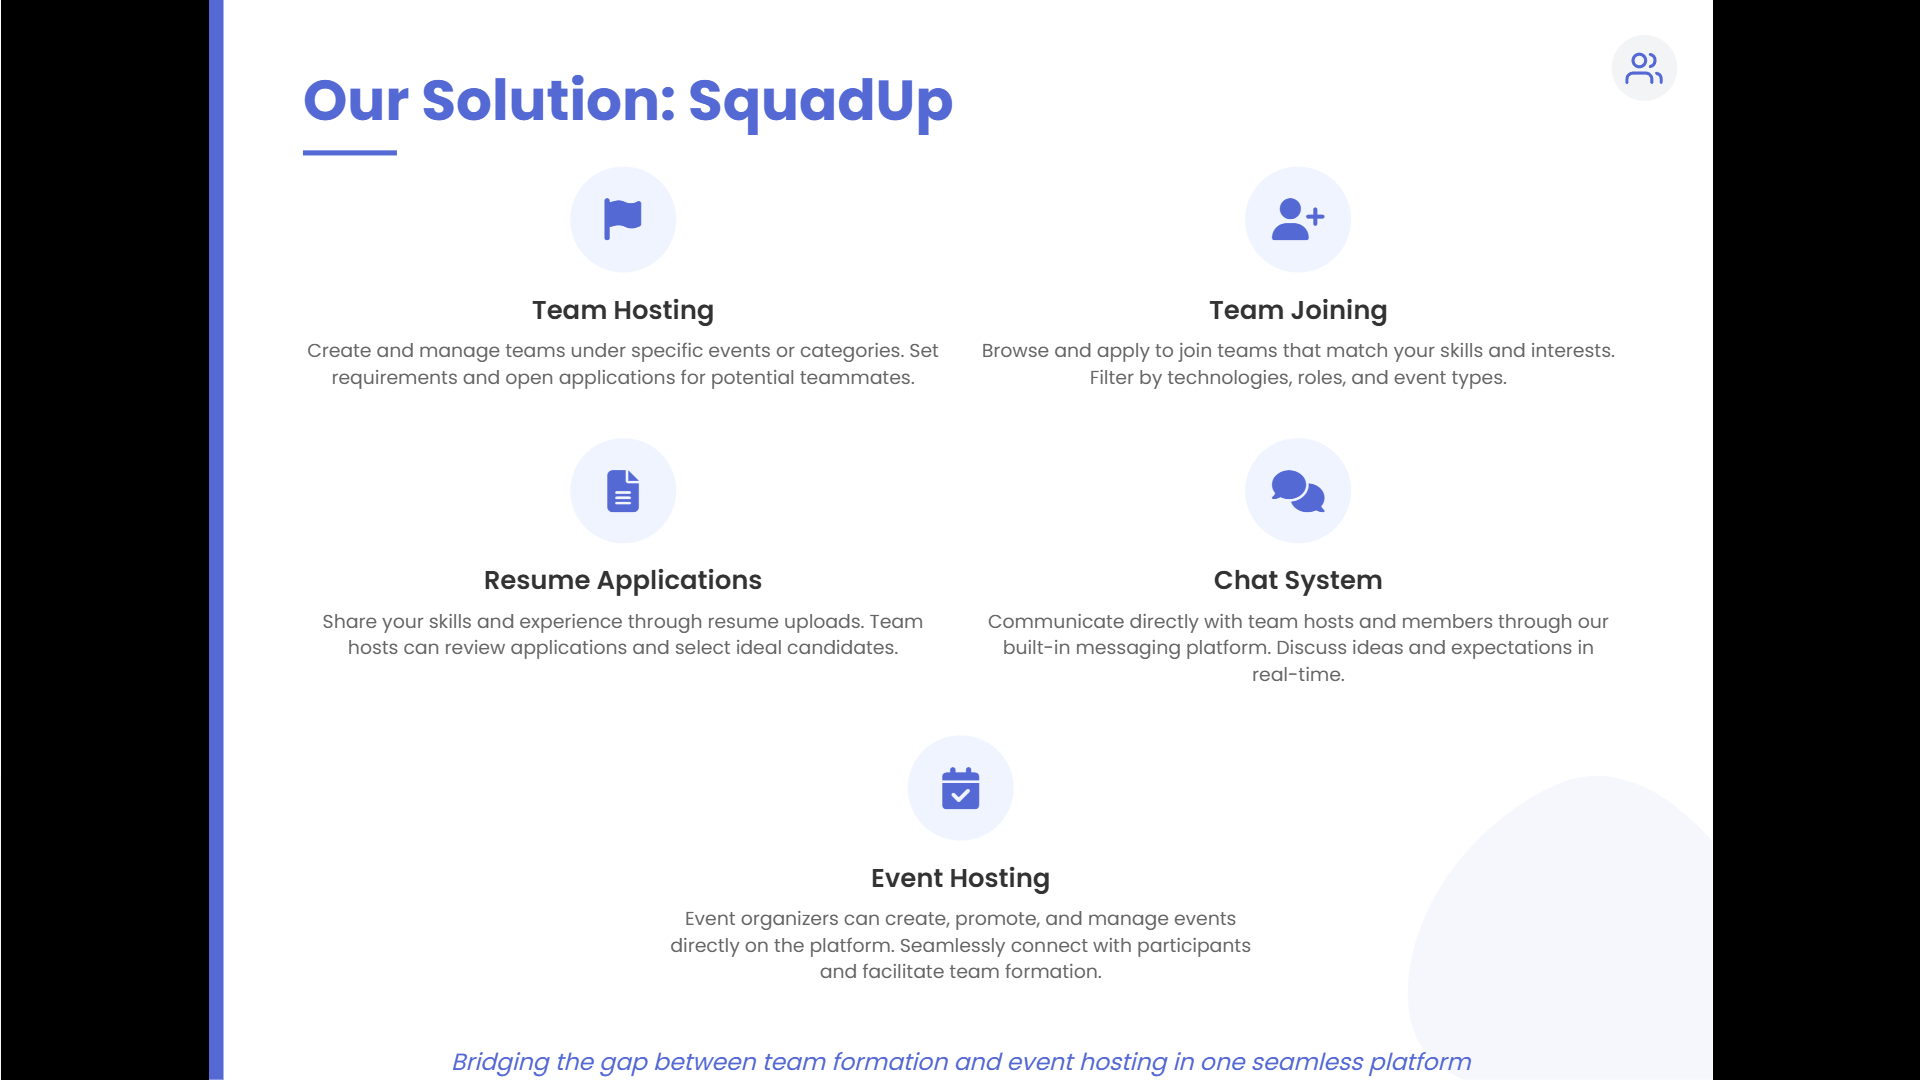 Our Solution: SquadUp
Team Hosting
Create and manage teams under specific events or categories. Set
requirements and open applications for potential teammates.
Team Joining
Browse and apply to join teams that match your skills and interests.
Filter by technologies, roles, and event types.
Resume Applications
Share your skills and experience through resume uploads. Team
hosts can review applications and select ideal candidates.
Chat System
Communicate directly with team hosts and members through our
built-in messaging platform. Discuss ideas and expectations in
real-time.
Event Hosting
Event organizers can create, promote, and manage events
directly on the platform. Seamlessly connect with participants
and facilitate team formation.
Bridging the gap between team formation and event hosting in one seamless platform